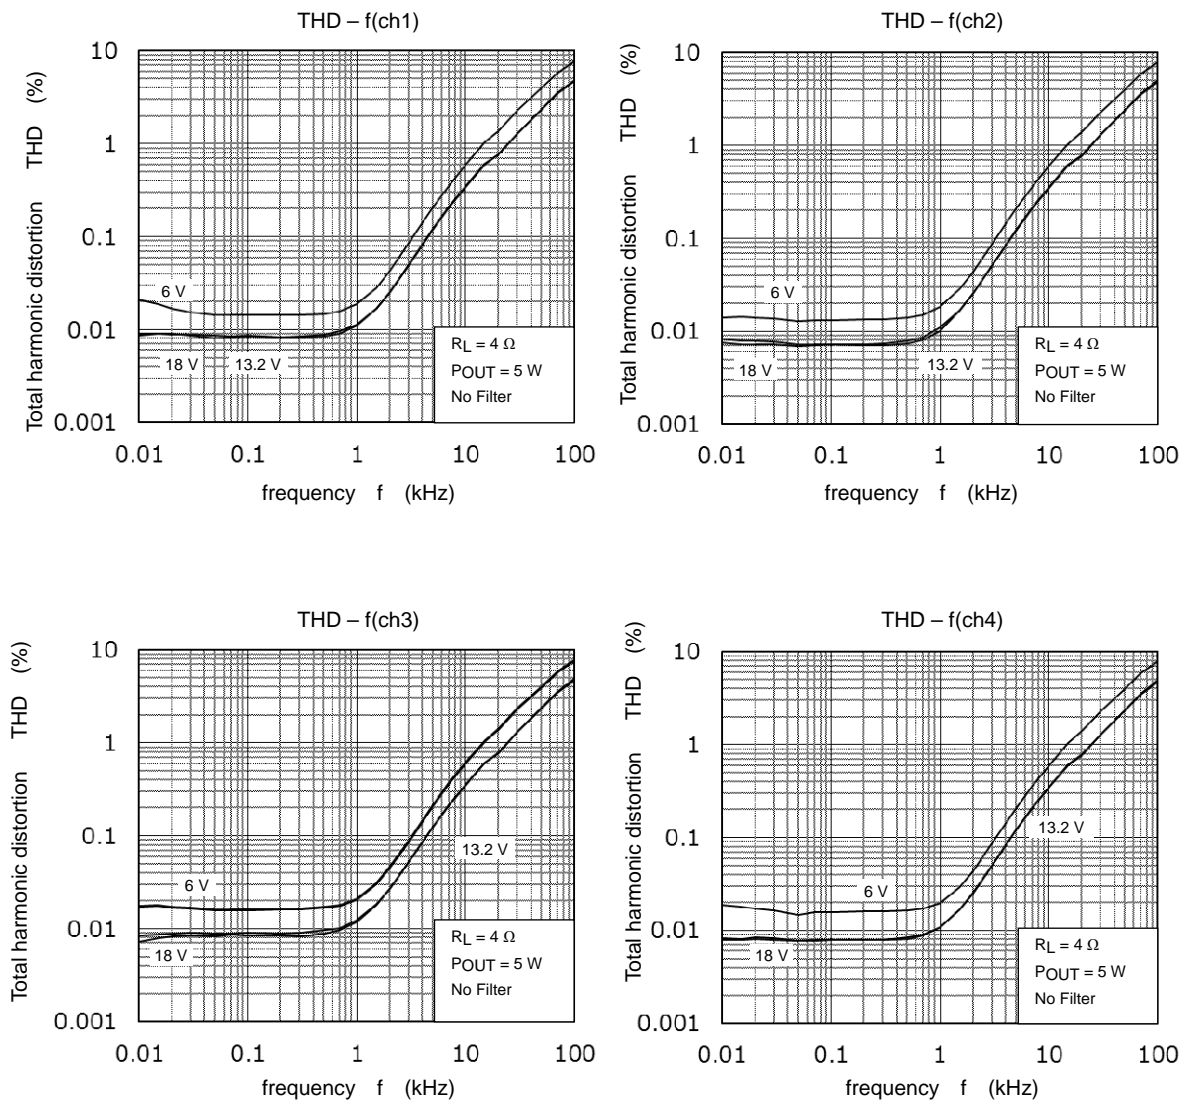 THD – f(ch1)
Total harmonic distortion THD (%)
10
1
0.1
0.01
0.001
6 V
18 V
13.2 V
RL = 4 Ω
POUT = 5 W
No Filter
0.01 0.1 1 10 100
frequency f (kHz)
THD – f(ch2)
Total harmonic distortion THD (%)
10
1
0.1
0.01
0.001
6 V
18 V
13.2 V
RL = 4 Ω
POUT = 5 W
No Filter
0.01 0.1 1 10 100
frequency f (kHz)
THD – f(ch3)
Total harmonic distortion THD (%)
10
1
0.1
0.01
0.001
13.2 V
6 V
18 V
RL = 4 Ω
POUT = 5 W
No Filter
0.01 0.1 1 10 100
frequency f (kHz)
THD – f(ch4)
Total harmonic distortion THD (%)
10
1
0.1
0.01
0.001
13.2 V
6 V
18 V
RL = 4 Ω
POUT = 5 W
No Filter
0.01 0.1 1 10 100
frequency f (kHz)